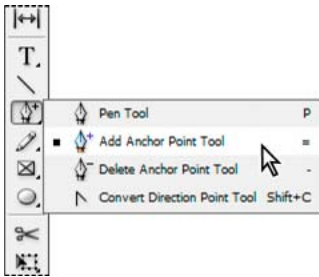 T
Pen Tool P
Add Anchor Point Tool =
Delete Anchor Point Tool -
Convert Direction Point Tool Shift+C